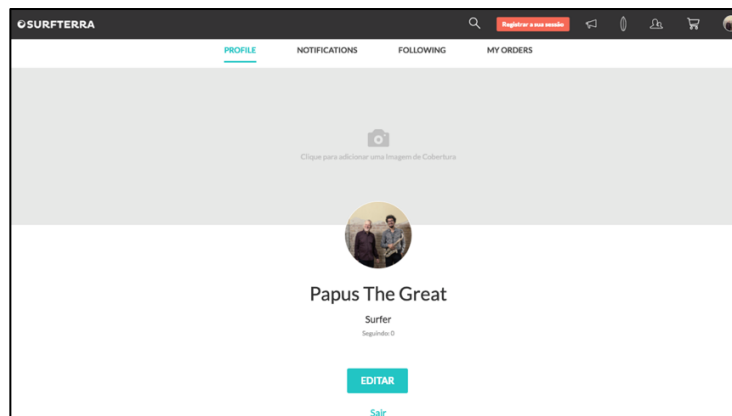 SURFTERRA
Registrar a sua sessão
PROFILE NOTIFICATIONS FOLLOWING MY ORDERS
Clique para adicionar uma Imagem de Cobertura
Papus The Great
Surfer
Seguindo: 0
EDITAR
Sair